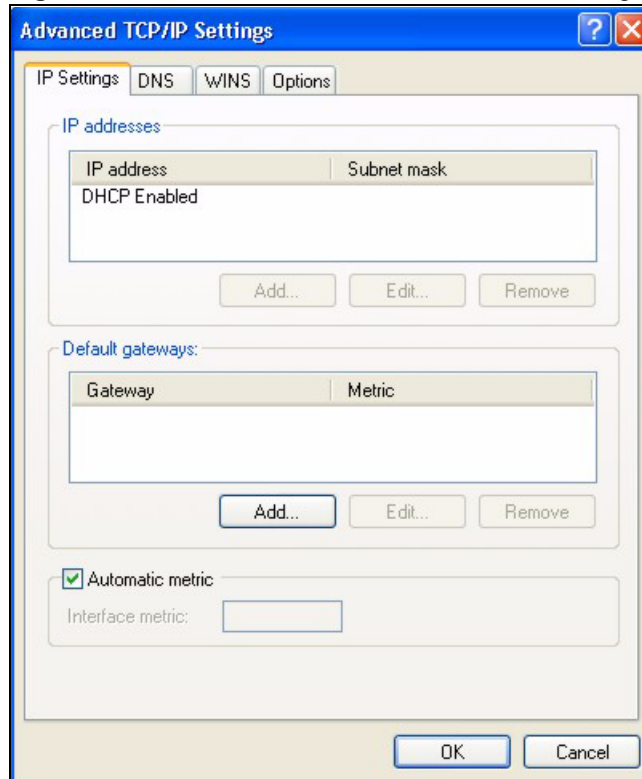 Advanced TCP/IP Settings
IP Settings DNS WINS Options
IP addresses
IP address Subnet mask
DHCP Enabled
Add... Edit... Remove
Default gateways:
Gateway Metric
Add... Edit... Remove
Automatic metric
Interface metric:
OK Cancel